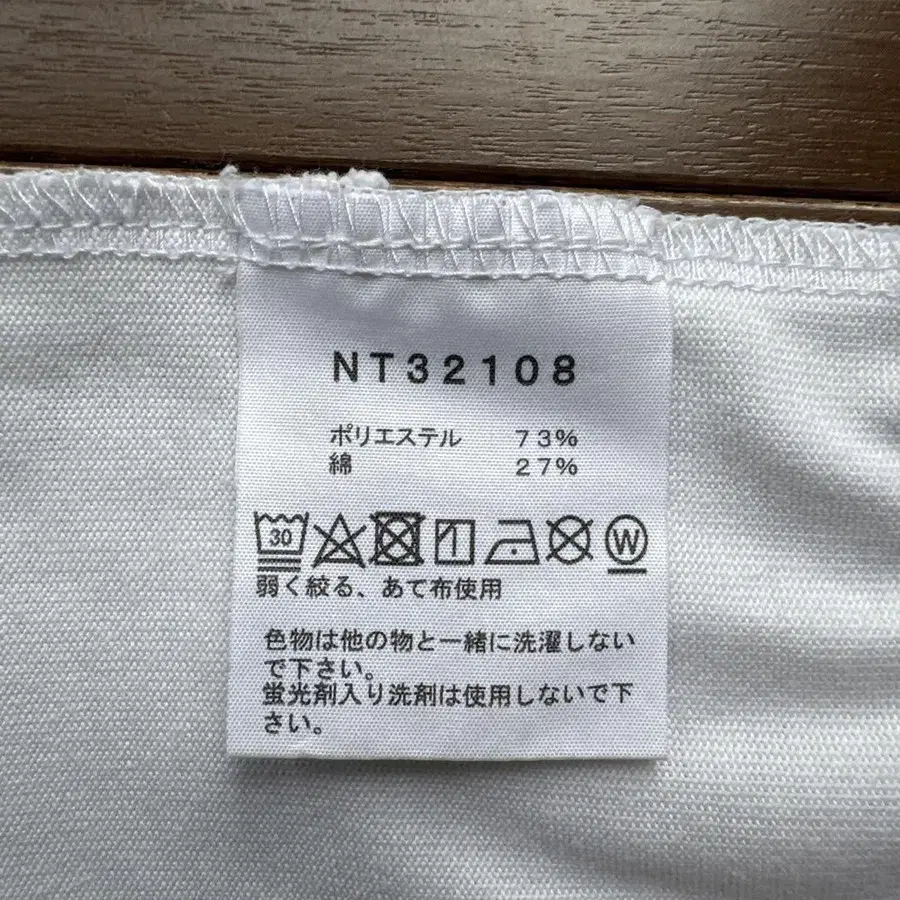 NT32108
ポリエステル 73%
綿 27%
30 W
弱く絞る、あて布使用
色物は他の物と一緒に洗濯しない
で下さい。
蛍光剤入り洗剤は使用しないで下
さい。